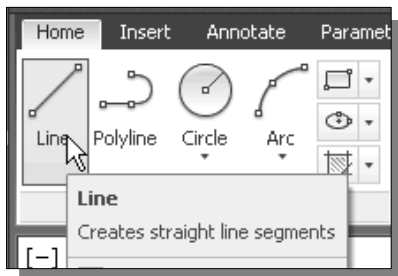 Home Insert Annotate Paramet
Line Polyline Circle Arc
Line
Creates straight line segments
[-]